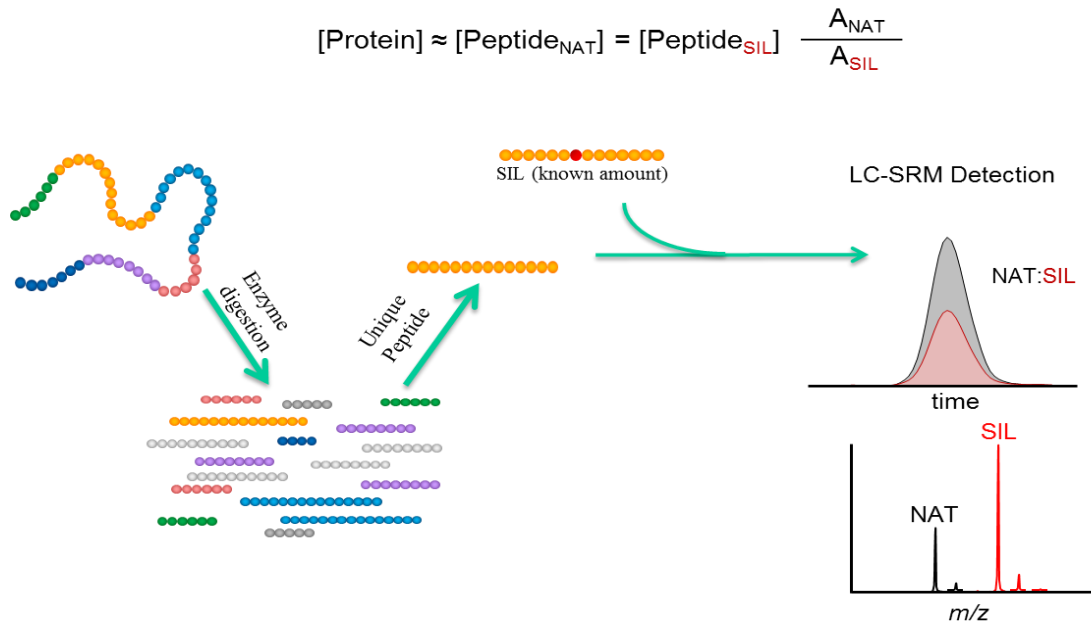 [Protein] ≈ [Peptide_NAT] = [Peptide_SIL] A_NAT / A_SIL
SIL (known amount)
LC-SRM Detection
NAT:SIL
Enzyme
digestion
Unique
Peptide
time
SIL
NAT
m/z